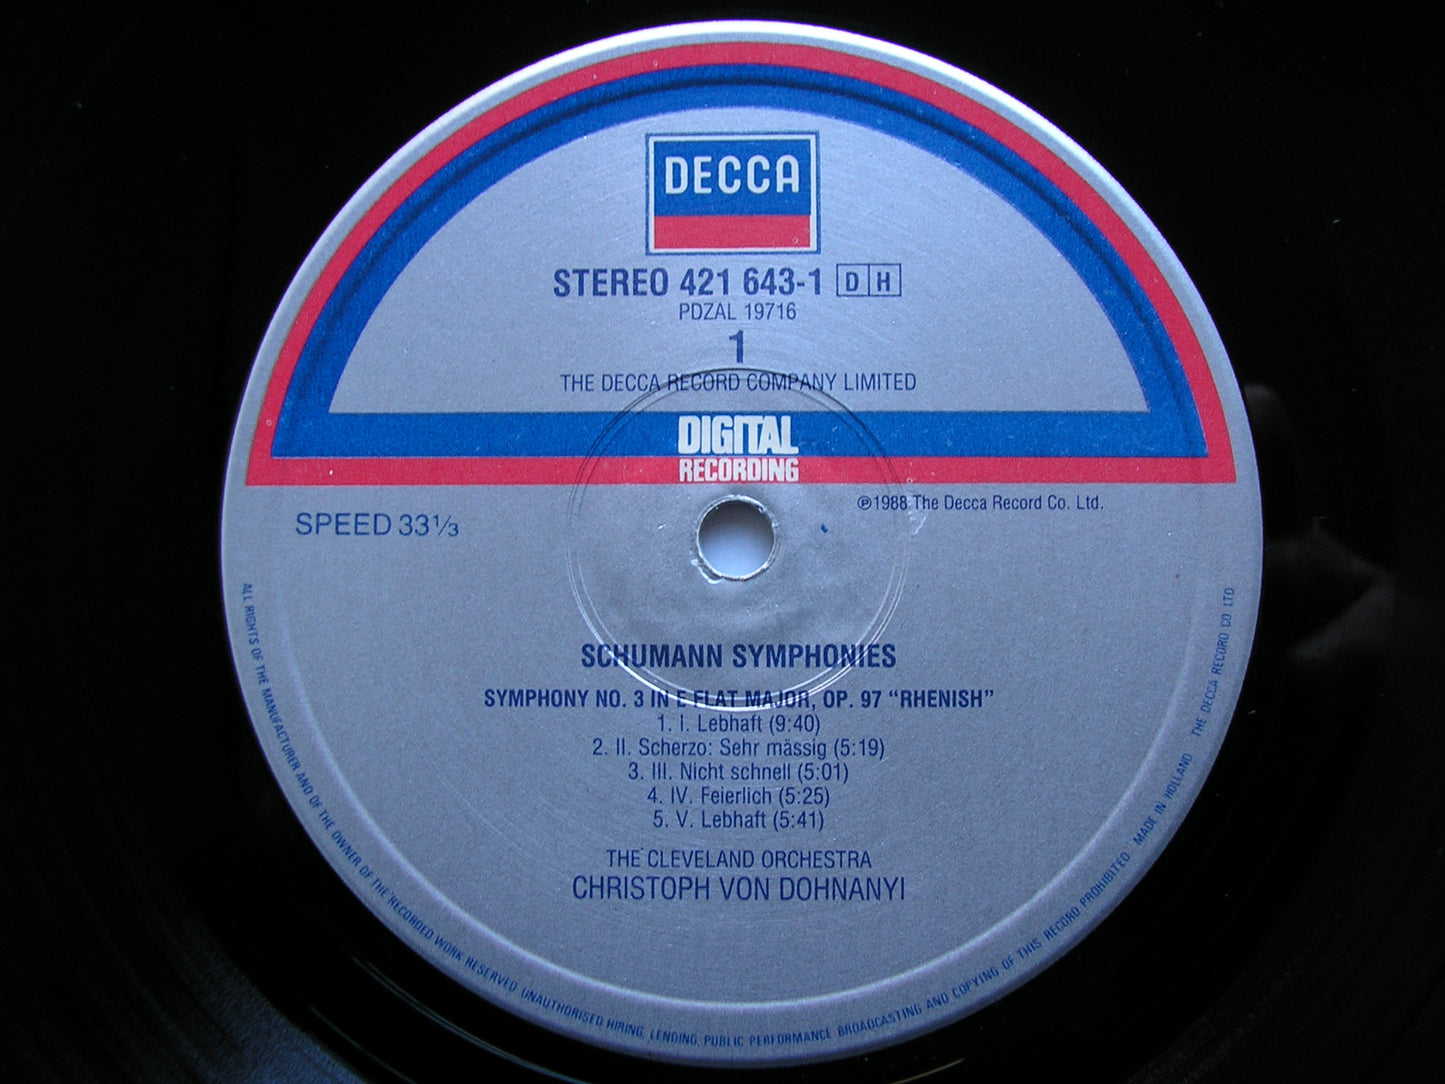 DECCA
STEREO 421 643-1 DH
PDZAL 19716
1
THE DECCA RECORD COMPANY LIMITED
DIGITAL
RECORDING
℗1988 The Decca Record Co. Ltd.
SPEED 33⅓
SCHUMANN SYMPHONIES
SYMPHONY NO. 3 IN E FLAT MAJOR, OP. 97 “RHENISH”
1. I. Lebhaft (9:40)
2. II. Scherzo: Sehr mässig (5:19)
3. III. Nicht schnell (5:01)
4. IV. Feierlich (5:25)
5. V. Lebhaft (5:41)
THE CLEVELAND ORCHESTRA
CHRISTOPH VON DOHNANYI
ALL RIGHTS OF THE MANUFACTURER AND OF THE OWNER OF THE RECORDED WORK RESERVED UNAUTHORISED HIRING, LENDING, PUBLIC PERFORMANCE BROADCASTING AND COPYING OF THIS RECORD PROHIBITED MADE IN HOLLAND THE DECCA RECORD CO LTD